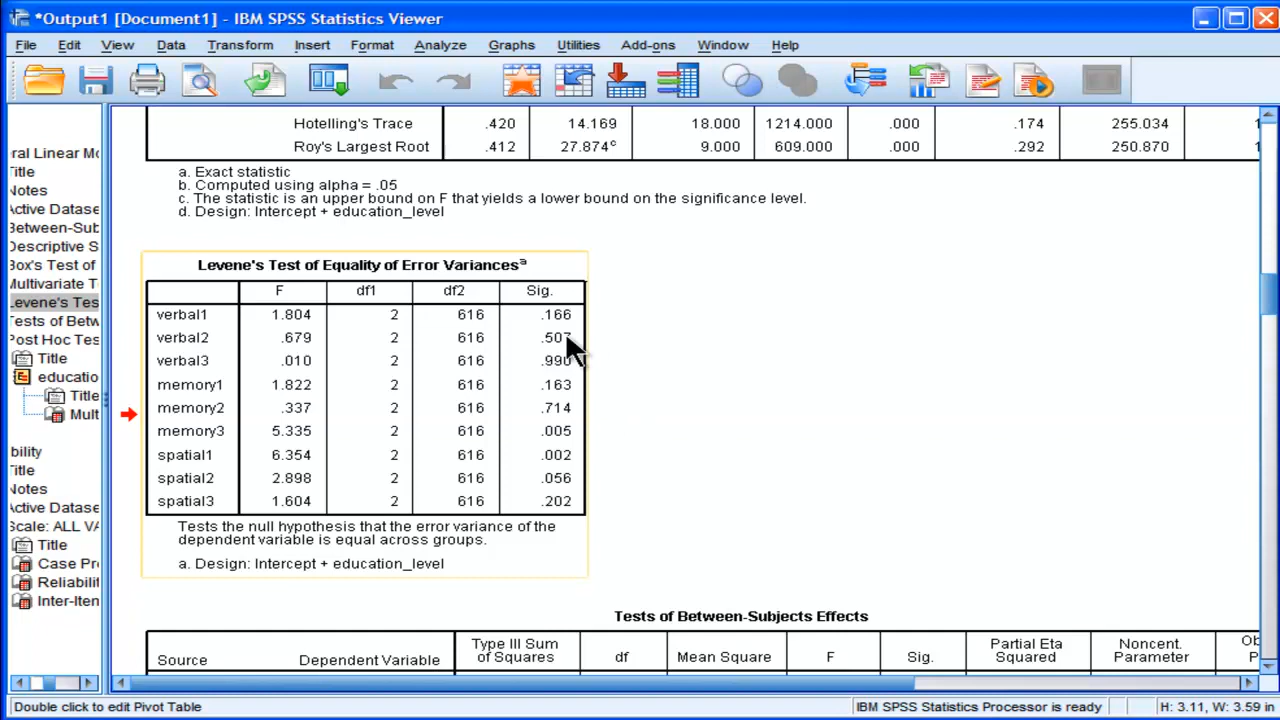 *Output1 [Document1] - IBM SPSS Statistics Viewer
File Edit View Data Transform Insert Format Analyze Graphs Utilities Add-ons Window Help
Hotelling's Trace .420 14.169 18.000 1214.000 .000 .174 255.034 1
Roy's Largest Root .412 27.874c 9.000 609.000 .000 .292 250.870 1
a. Exact statistic
b. Computed using alpha = .05
c. The statistic is an upper bound on F that yields a lower bound on the significance level.
d. Design: Intercept + education_level
Levene's Test of Equality of Error Variancesa
F df1 df2 Sig.
verbal1 1.804 2 616 .166
verbal2 .679 2 616 .507
verbal3 .010 2 616 .990
memory1 1.822 2 616 .163
memory2 .337 2 616 .714
memory3 5.335 2 616 .005
spatial1 6.354 2 616 .002
spatial2 2.898 2 616 .056
spatial3 1.604 2 616 .202
Tests the null hypothesis that the error variance of the
dependent variable is equal across groups.
a. Design: Intercept + education_level
Tests of Between-Subjects Effects
Source Dependent Variable Type III Sum of Squares df Mean Square F Sig. Partial Eta Squared Noncent. Parameter Ob P
ral Linear Mo
Title
Notes
Active Datase
Between-Sub
Descriptive S
Box's Test of
Multivariate T
Levene's Tes
Tests of Betw
Post Hoc Test
Title
educatio
Title
Mult
bility
Title
Notes
Active Datase
Scale: ALL VA
Title
Case Pr
Reliabilit
Inter-Iten
Double click to edit Pivot Table
IBM SPSS Statistics Processor is ready
H: 3.11, W: 3.59 in